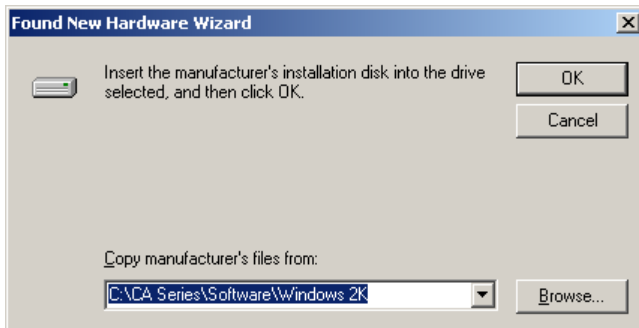 Found New Hardware Wizard
Insert the manufacturer's installation disk into the drive
selected, and then click OK.
OK
Cancel
Copy manufacturer's files from:
C:\CA Series\Software\Windows 2K
Browse...